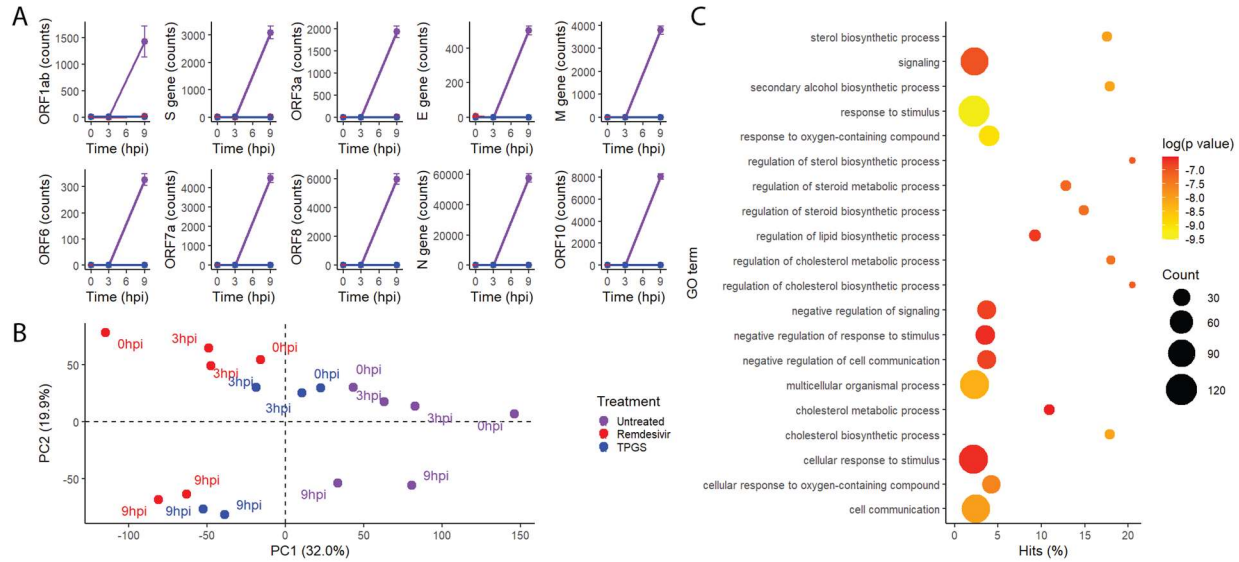 A
ORF1ab (counts)
1500
1000
500
0
0 3 9
Time (hpi)
S gene (counts)
3000
2000
1000
0
0 3 9
Time (hpi)
ORF3a (counts)
2000
1500
1000
500
0
0 3 9
Time (hpi)
E gene (counts)
400
200
0
0 3 9
Time (hpi)
M gene (counts)
4000
3000
2000
1000
0
0 3 9
Time (hpi)
ORF6 (counts)
300
200
100
0
0 3 9
Time (hpi)
ORF7a (counts)
4000
3000
2000
1000
0
0 3 9
Time (hpi)
ORF8 (counts)
6000
4000
2000
0
0 3 9
Time (hpi)
N gene (counts)
60000
40000
20000
0
0 3 9
Time (hpi)
ORF10 (counts)
8000
6000
4000
2000
0
0 3 9
Time (hpi)
B
PC2 (19.9%)
50
0
-50
0hpi
3hpi
0hpi
3hpi
3hpi
0hpi
3hpi
0hpi
3hpi
3hpi
0hpi
9hpi
9hpi
9hpi
9hpi
9hpi
9hpi
-100 -50 0 50 100 150
PC1 (32.0%)
Treatment
Untreated
Remdesivir
TPGS
C
GO term
sterol biosynthetic process
signaling
secondary alcohol biosynthetic process
response to stimulus
response to oxygen-containing compound
regulation of sterol biosynthetic process
regulation of steroid metabolic process
regulation of steroid biosynthetic process
regulation of lipid biosynthetic process
regulation of cholesterol metabolic process
regulation of cholesterol biosynthetic process
negative regulation of signaling
negative regulation of response to stimulus
negative regulation of cell communication
multicellular organismal process
cholesterol metabolic process
cholesterol biosynthetic process
cellular response to stimulus
cellular response to oxygen-containing compound
cell communication
0 5 10 15 20
Hits (%)
log(p value)
-7.0
-7.5
-8.0
-8.5
-9.0
-9.5
Count
30
60
90
120